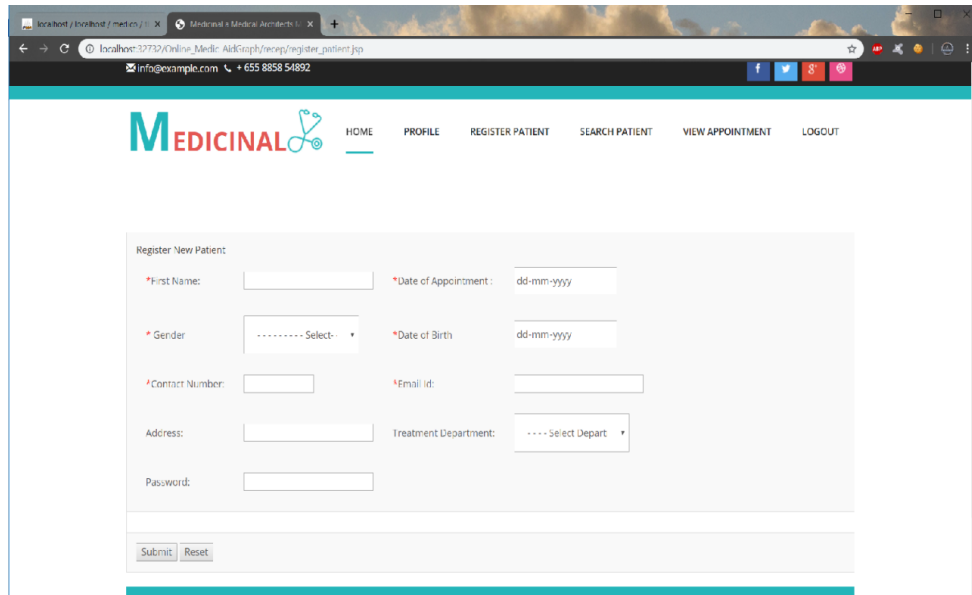 localhost / localhost / medico /
Medicinal a Medical Architects
localhost:32732/Online_Medic-AidGraph/recep/register_patient.jsp
ABP
info@example.com + 655 8858 54892
MEDICINAL
HOME PROFILE REGISTER PATIENT SEARCH PATIENT VIEW APPOINTMENT LOGOUT
Register New Patient
*First Name: *Date of Appointment : dd-mm-yyyy
* Gender - - - - - - - - - Select- *Date of Birth dd-mm-yyyy
*Contact Number: *Email Id:
Address: Treatment Department: - - - - Select Depart
Password:
Submit Reset